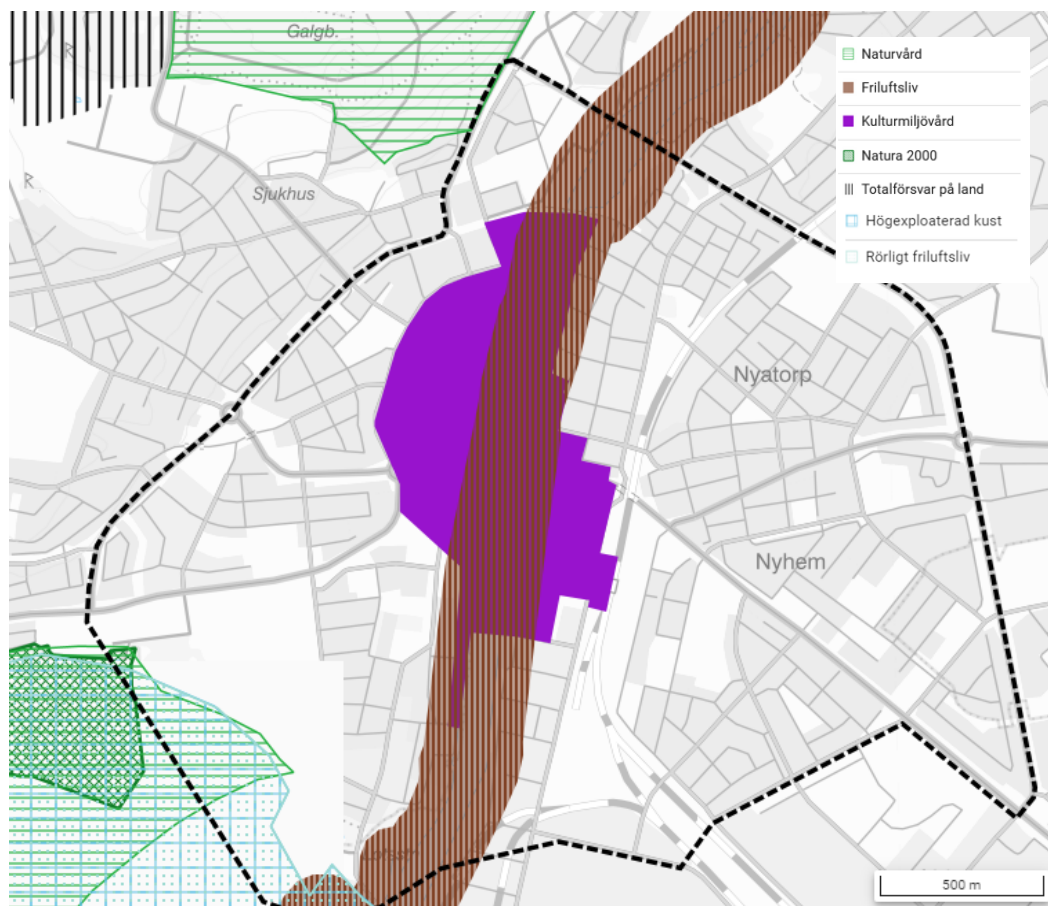 Galgb.
Naturvård
Friluftsliv
Kulturmiljövård
Natura 2000
Totalförsvar på land
Högexploaterad kust
Rörligt friluftsliv
R
R
Sjukhus
Nyatorp
Nyhem
500 m